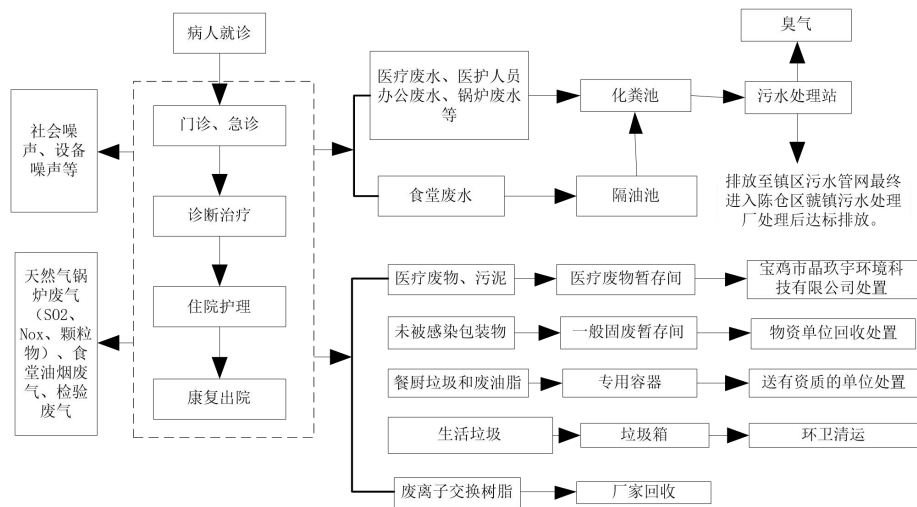 病人就诊
门诊、急诊
诊断治疗
住院护理
康复出院
社会噪
声、设备
噪声等
天然气锅
炉废气
（SO2、
Nox、颗粒
物）、食
堂油烟废
气、检验
废气
医疗废水、医护人员
办公废水、锅炉废水
等
化粪池
污水处理站
臭气
食堂废水
隔油池
排放至镇区污水管网最终
进入陈仓区虢镇污水处理
厂处理后达标排放。
医疗废物、污泥
医疗废物暂存间
宝鸡市晶玖宇环境科
技有限公司处置
未被感染包装物
一般固废暂存间
物资单位回收处置
餐厨垃圾和废油脂
专用容器
送有资质的单位处置
生活垃圾
垃圾箱
环卫清运
废离子交换树脂
厂家回收